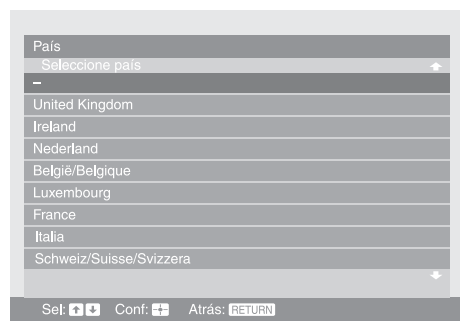 País
Seleccione país
–
United Kingdom
Ireland
Nederland
België/Belgique
Luxembourg
France
Italia
Schweiz/Suisse/Svizzera
Sel: Conf: Atrás: RETURN